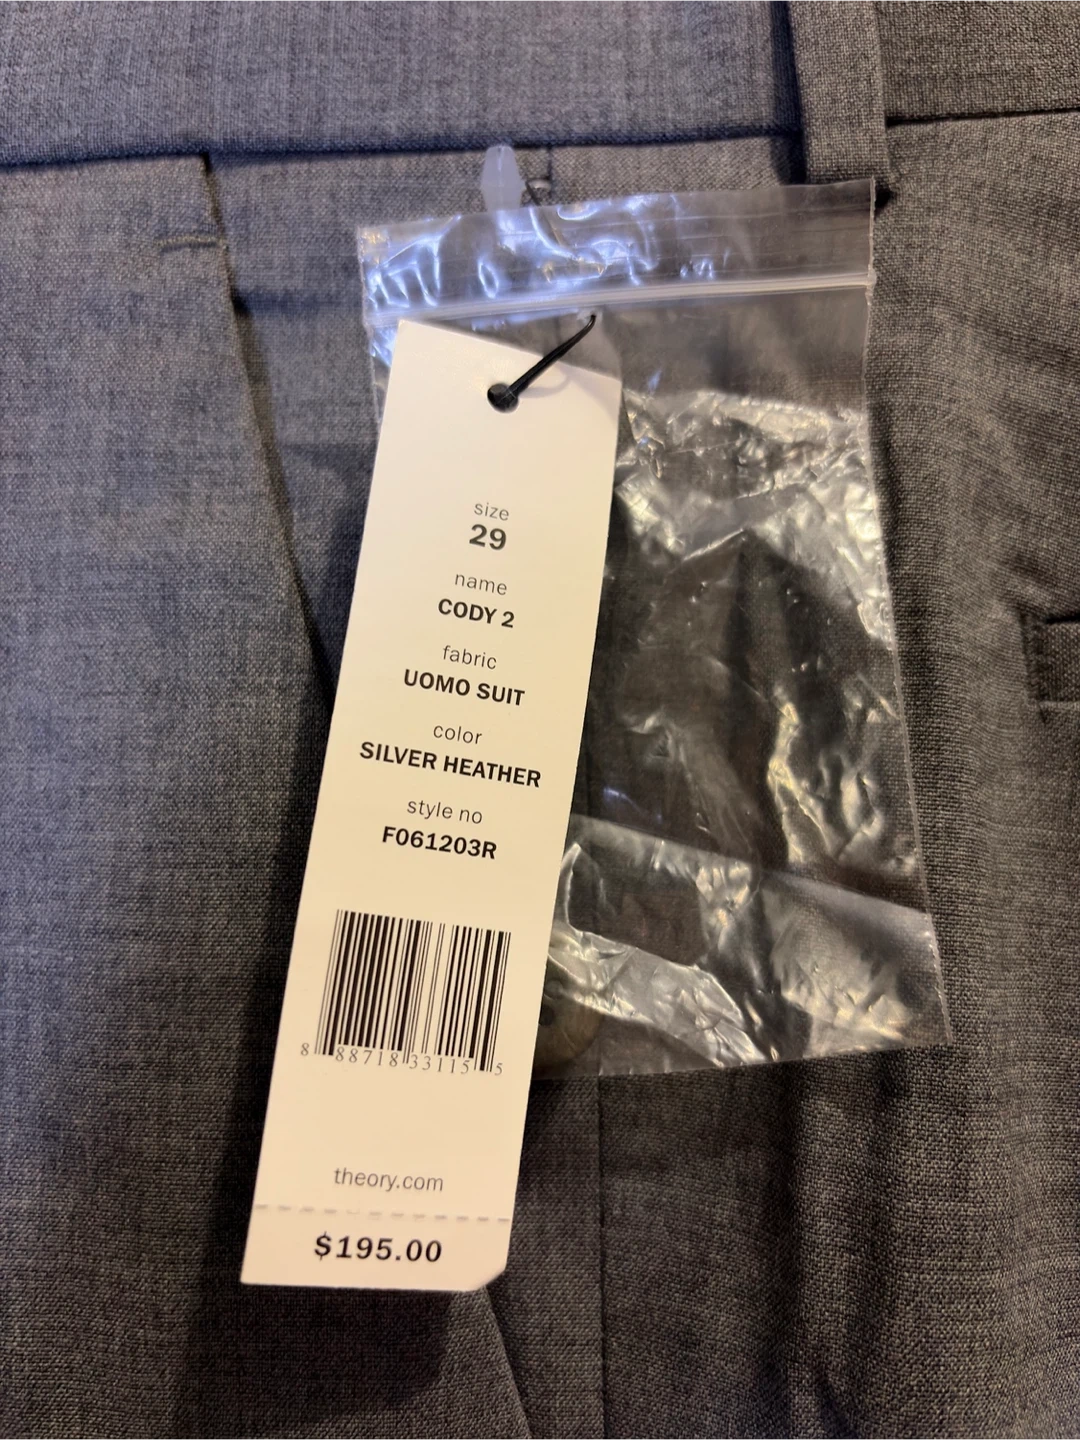 size
29
name
CODY 2
fabric
UOMO SUIT
color
SILVER HEATHER
style no
F061203R
8 88718 33115 5
theory.com
$195.00